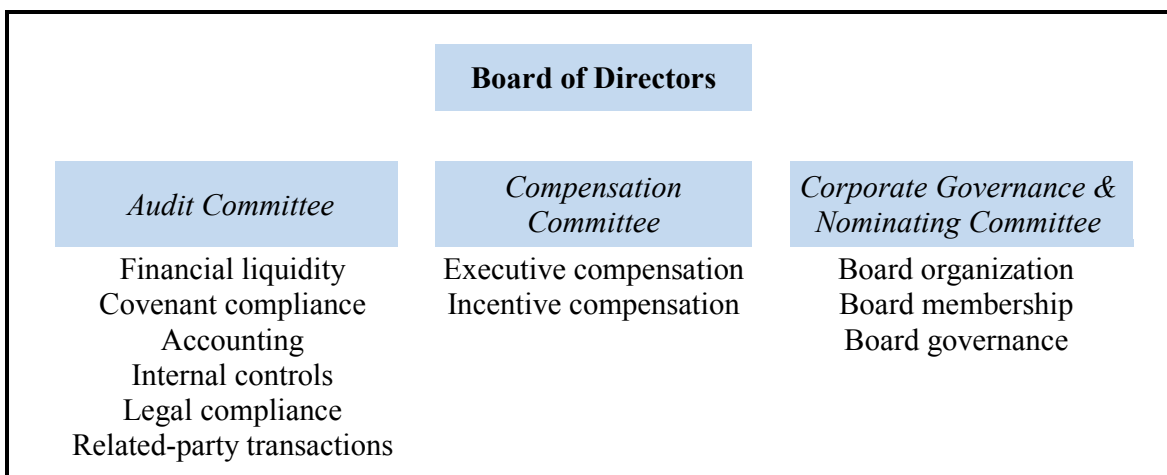 Board of Directors
Audit Committee
Financial liquidity
Covenant compliance
Accounting
Internal controls
Legal compliance
Related-party transactions
Compensation
Committee
Executive compensation
Incentive compensation
Corporate Governance &
Nominating Committee
Board organization
Board membership
Board governance